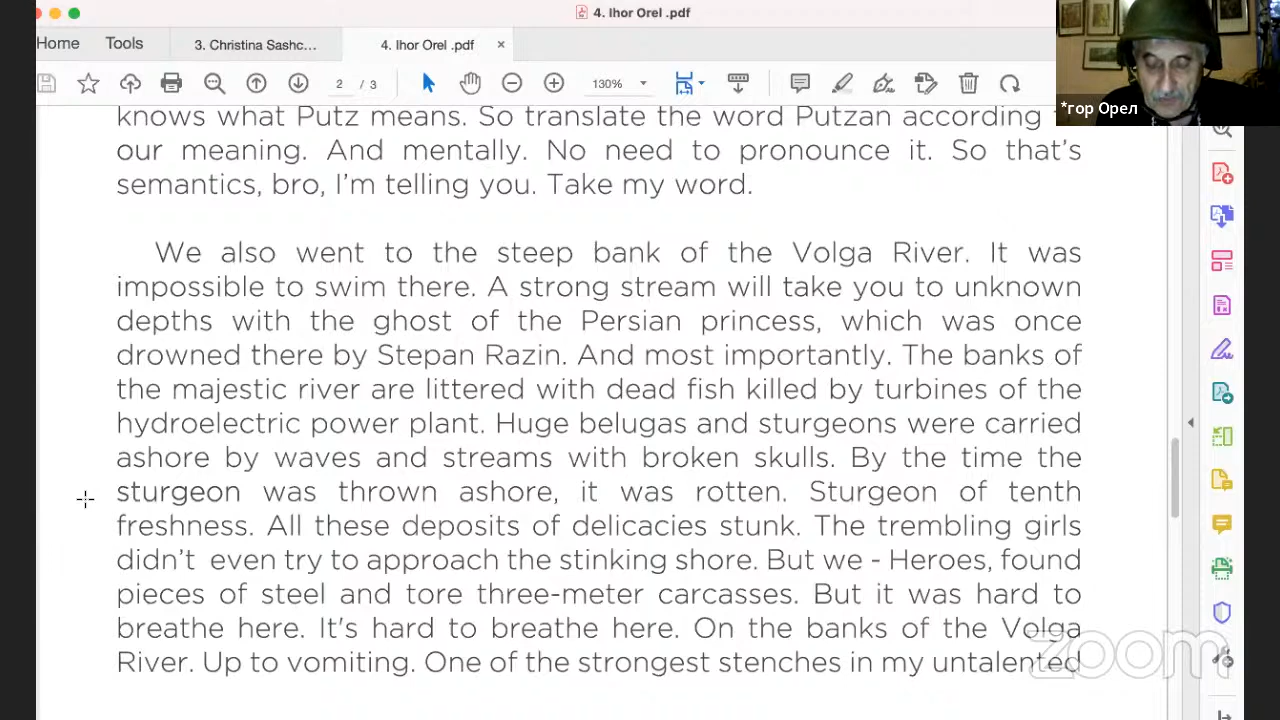 4. Ihor Orel .pdf
Home
Tools
3. Christina Sashc...
4. Ihor Orel .pdf
2 / 3
130%
*гор Орел
knows what Putz means. So translate the word Putzan according
our meaning. And mentally. No need to pronounce it. So that's
semantics, bro, I'm telling you. Take my word.
We also went to the steep bank of the Volga River. It was
impossible to swim there. A strong stream will take you to unknown
depths with the ghost of the Persian princess, which was once
drowned there by Stepan Razin. And most importantly. The banks of
the majestic river are littered with dead fish killed by turbines of the
hydroelectric power plant. Huge belugas and sturgeons were carried
ashore by waves and streams with broken skulls. By the time the
sturgeon was thrown ashore, it was rotten. Sturgeon of tenth
freshness. All these deposits of delicacies stunk. The trembling girls
didn't even try to approach the stinking shore. But we - Heroes, found
pieces of steel and tore three-meter carcasses. But it was hard to
breathe here. It's hard to breathe here. On the banks of the Volga
River. Up to vomiting. One of the strongest stenches in my untalented
zoom